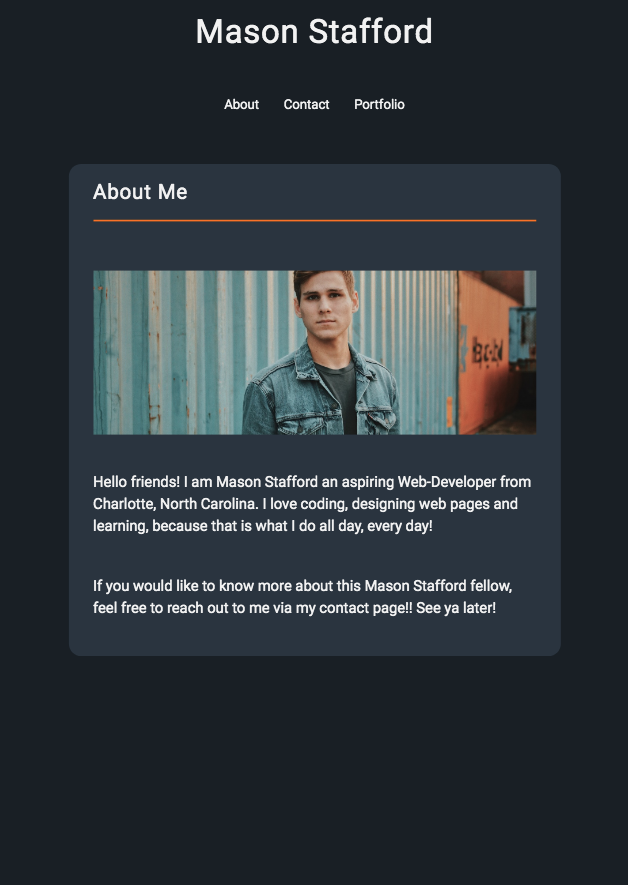 Mason Stafford
About Contact Portfolio
About Me
Hello friends! I am Mason Stafford an aspiring Web-Developer from
Charlotte, North Carolina. I love coding, designing web pages and
learning, because that is what I do all day, every day!
If you would like to know more about this Mason Stafford fellow,
feel free to reach out to me via my contact page!! See ya later!